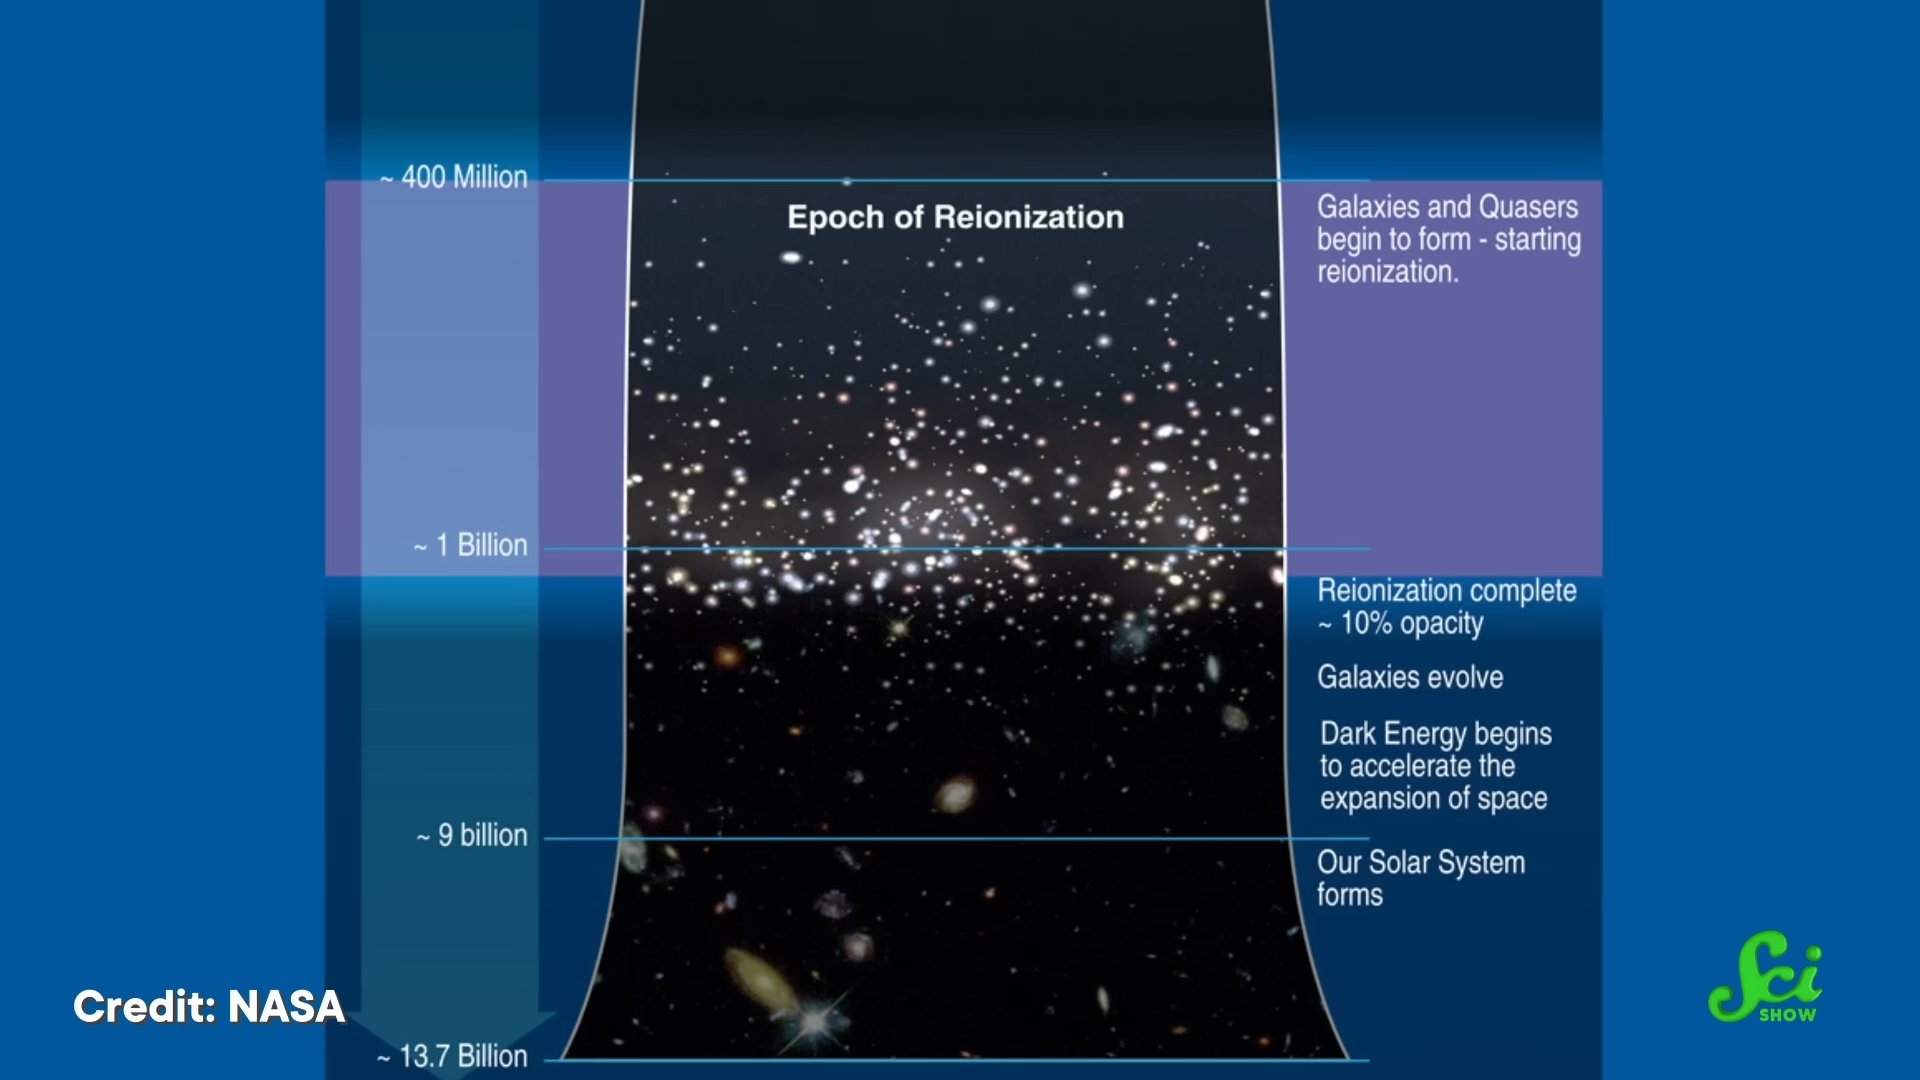 ~ 400 Million
Epoch of Reionization
Galaxies and Quasers
begin to form - starting
reionization.
~ 1 Billion
Reionization complete
~ 10% opacity
Galaxies evolve
Dark Energy begins
to accelerate the
expansion of space
~ 9 billion
Our Solar System
forms
Credit: NASA
Sci
SHOW
~ 13.7 Billion